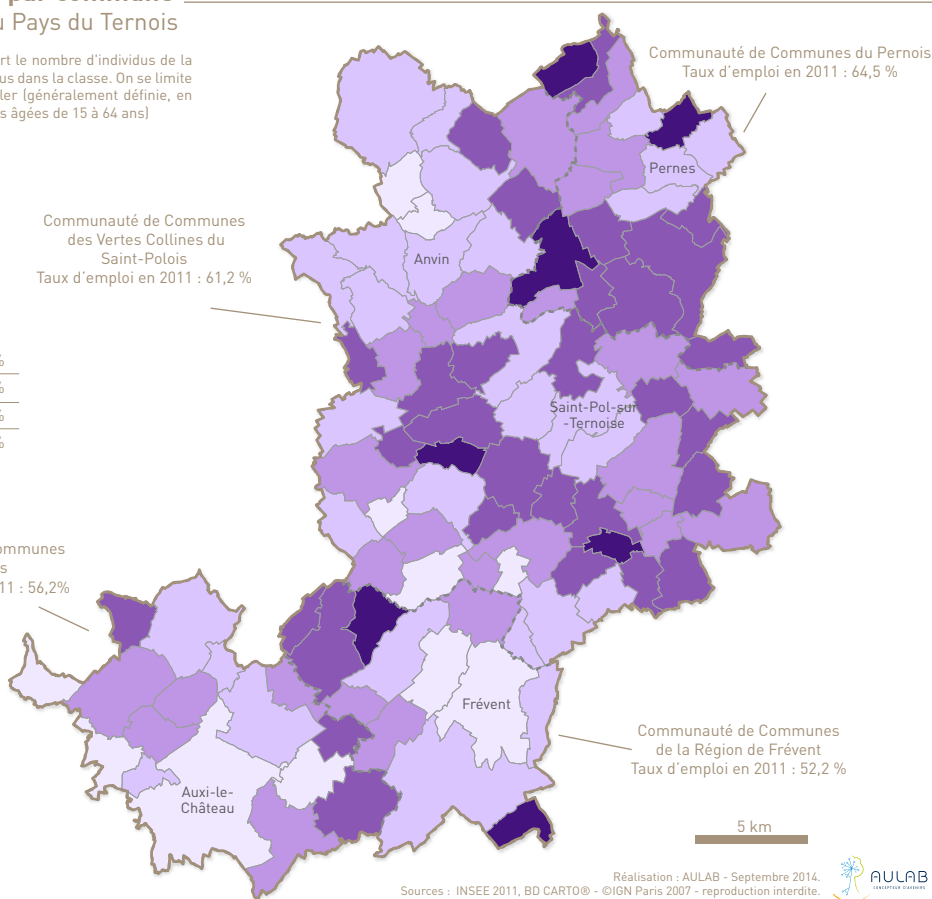 par commune
u Pays du Ternois
rt le nombre d'individus de la
us dans la classe. On se limite
ler (généralement définie, en
s âgées de 15 à 64 ans)
Communauté de Communes du Pernois
Taux d'emploi en 2011 : 64,5 %
Pernes
Communauté de Communes
des Vertes Collines du
Saint-Polois
Taux d'emploi en 2011 : 61,2 %
Anvin
%
%
%
%
Saint-Pol-sur
-Ternoise
ommunes
s
11 : 56,2%
Frévent
Communauté de Communes
de la Région de Frévent
Taux d'emploi en 2011 : 52,2 %
Auxi-le-
Château
5 km
Réalisation : AULAB - Septembre 2014.
Sources : INSEE 2011, BD CARTO® - ©IGN Paris 2007 - reproduction interdite.
AULAB
CONCEPTEUR D'AVENIRS